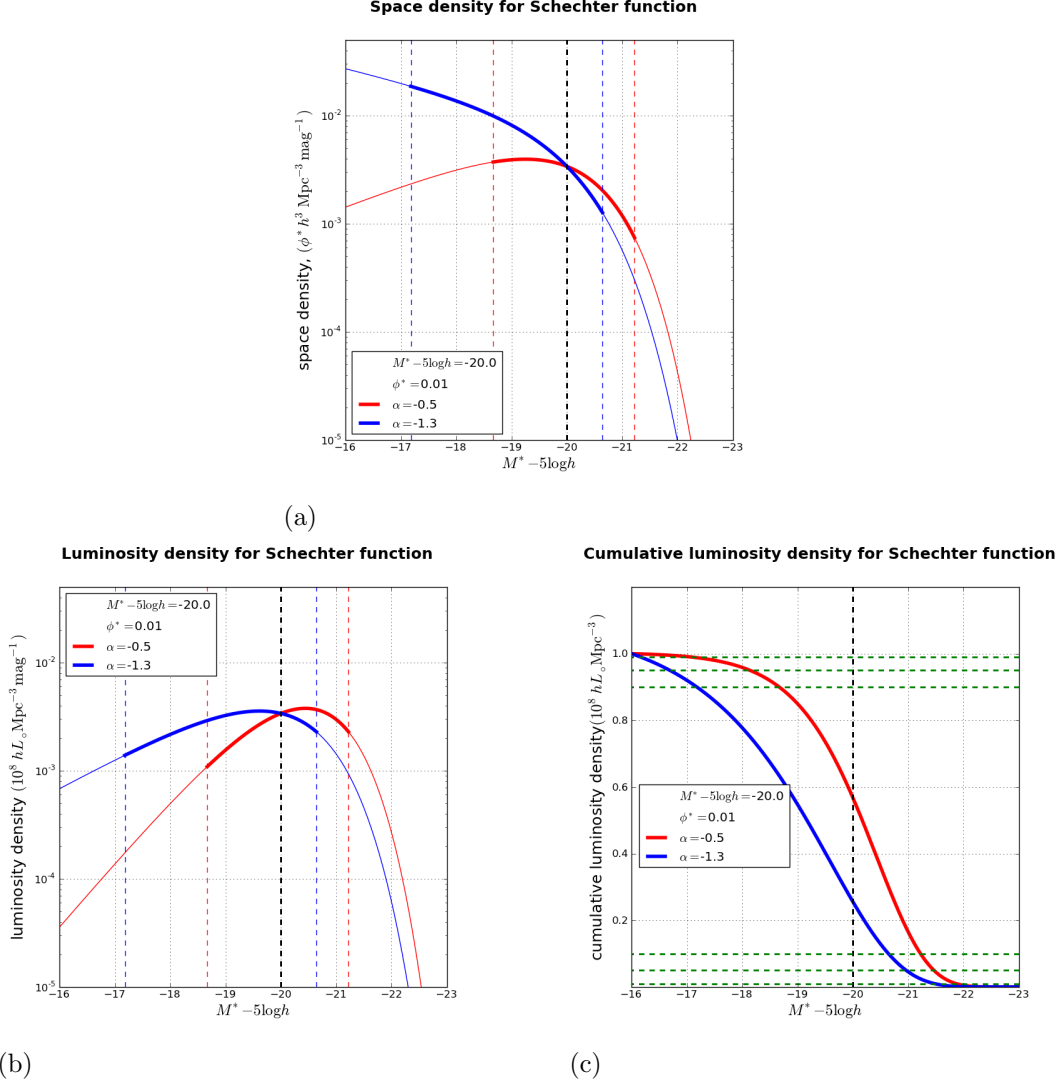 Space density for Schechter function
space density, (ϕ* h³ Mpc⁻³ mag⁻¹)
10⁻²
10⁻³
10⁻⁴
10⁻⁵
M* −5logh=-20.0
ϕ* =0.01
α=-0.5
α=-1.3
−16 −17 −18 −19 −20 −21 −22 −23
M* −5logh
(a)
Luminosity density for Schechter function
luminosity density (10⁸ hL∘Mpc⁻³ mag⁻¹)
M* −5logh=-20.0
ϕ* =0.01
α=-0.5
α=-1.3
10⁻²
10⁻³
10⁻⁴
10⁻⁵
−16 −17 −18 −19 −20 −21 −22 −23
M* −5logh
(b)
Cumulative luminosity density for Schechter function
cumulative luminosity density(10⁸ hL∘Mpc⁻³)
1.0
0.8
0.6
0.4
0.2
M* −5logh=-20.0
ϕ* =0.01
α=-0.5
α=-1.3
−16 −17 −18 −19 −20 −21 −22 −23
M* −5logh
(c)